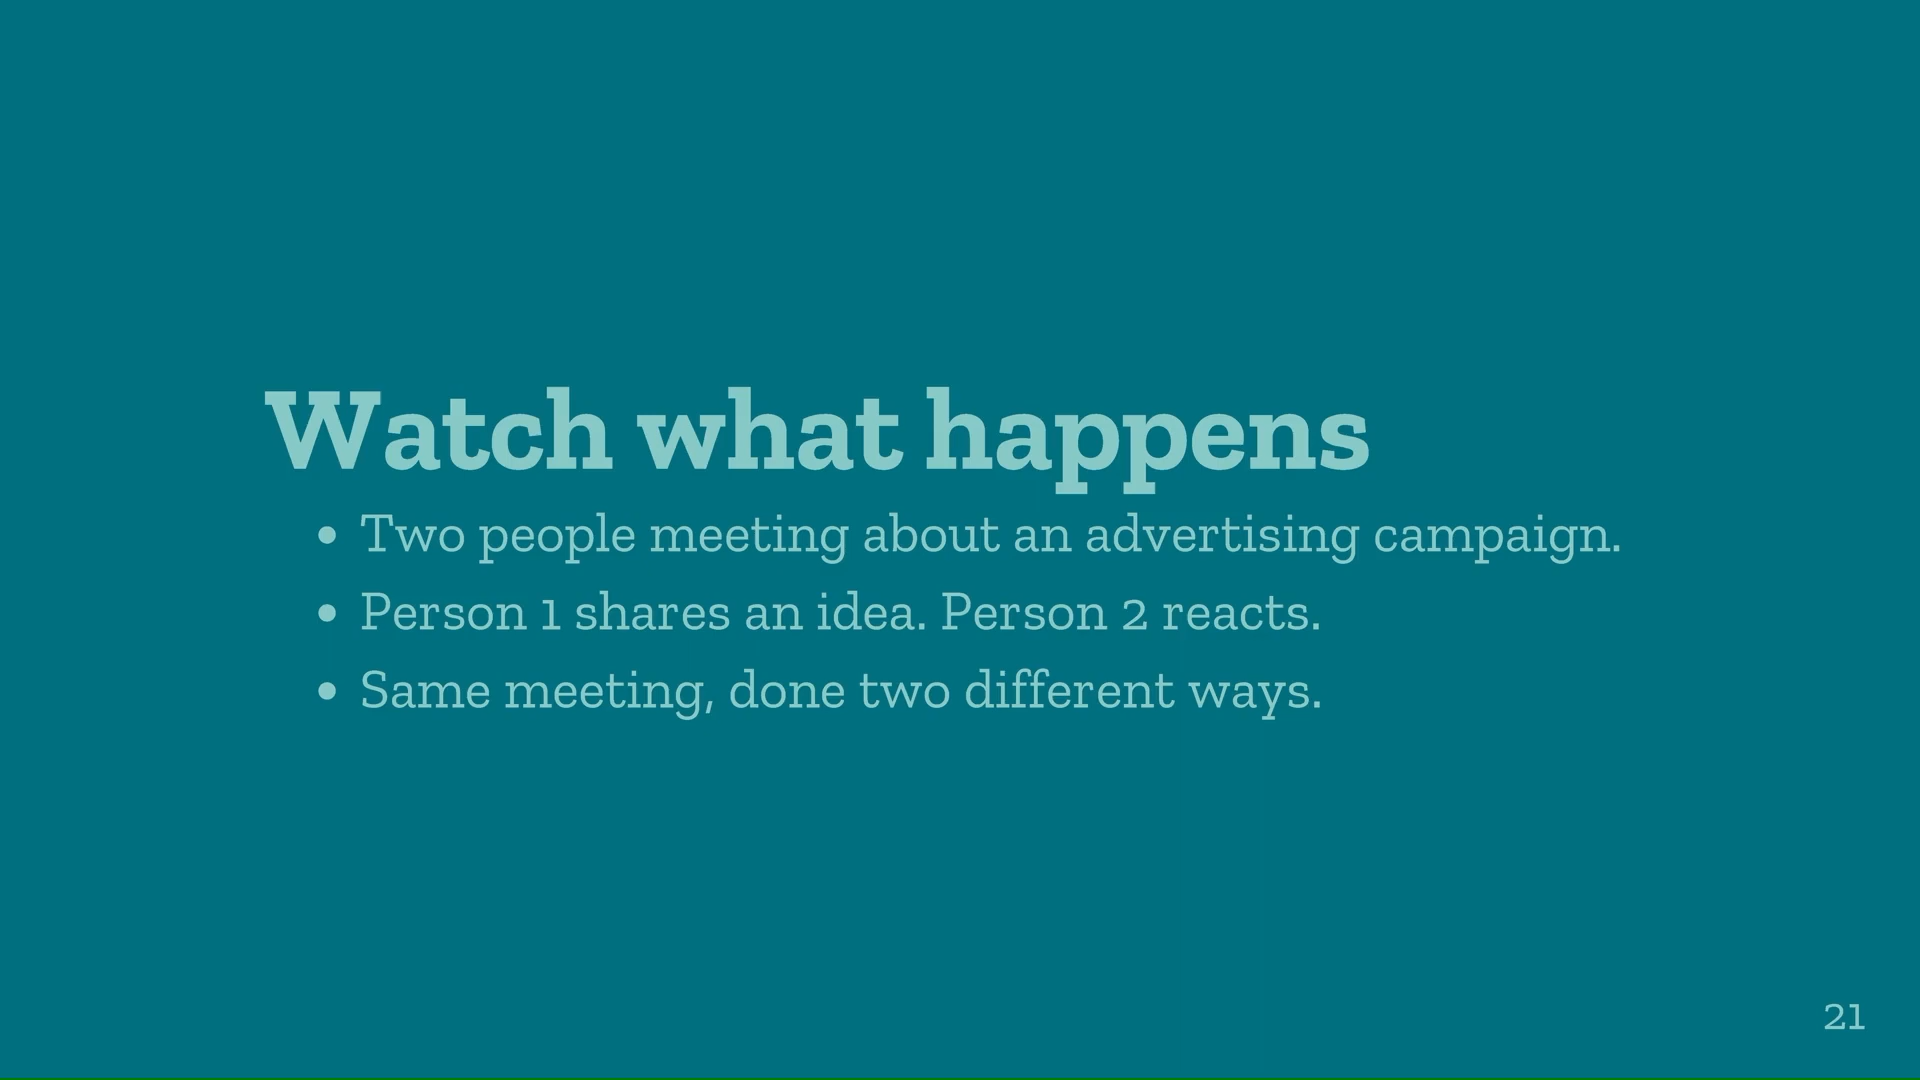 Watch what happens
• Two people meeting about an advertising campaign.
• Person 1 shares an idea. Person 2 reacts.
• Same meeting, done two different ways.
21